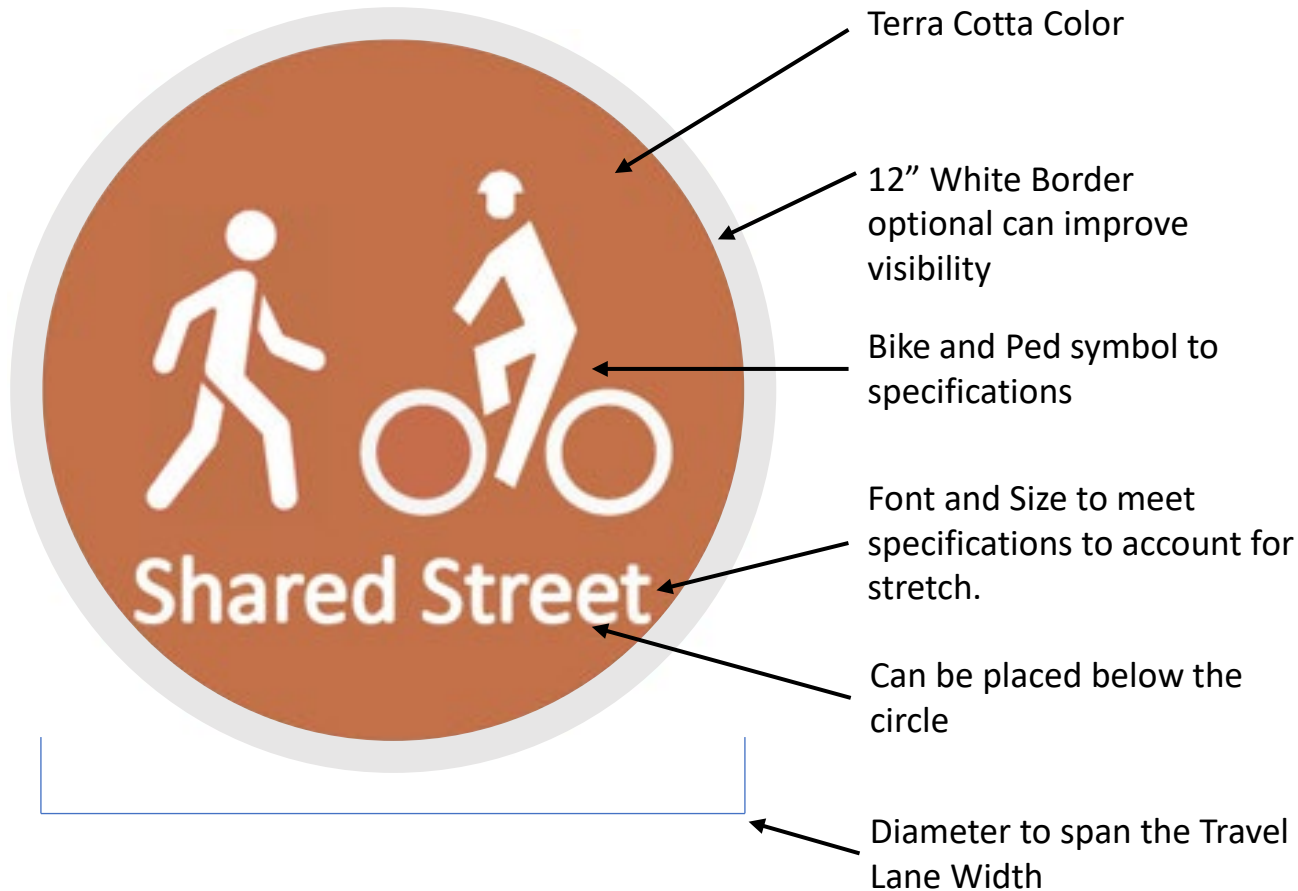 Terra Cotta Color
12” White Border
optional can improve
visibility
Bike and Ped symbol to
specifications
Font and Size to meet
specifications to account for
stretch.
Shared Street
Can be placed below the
circle
Diameter to span the Travel
Lane Width